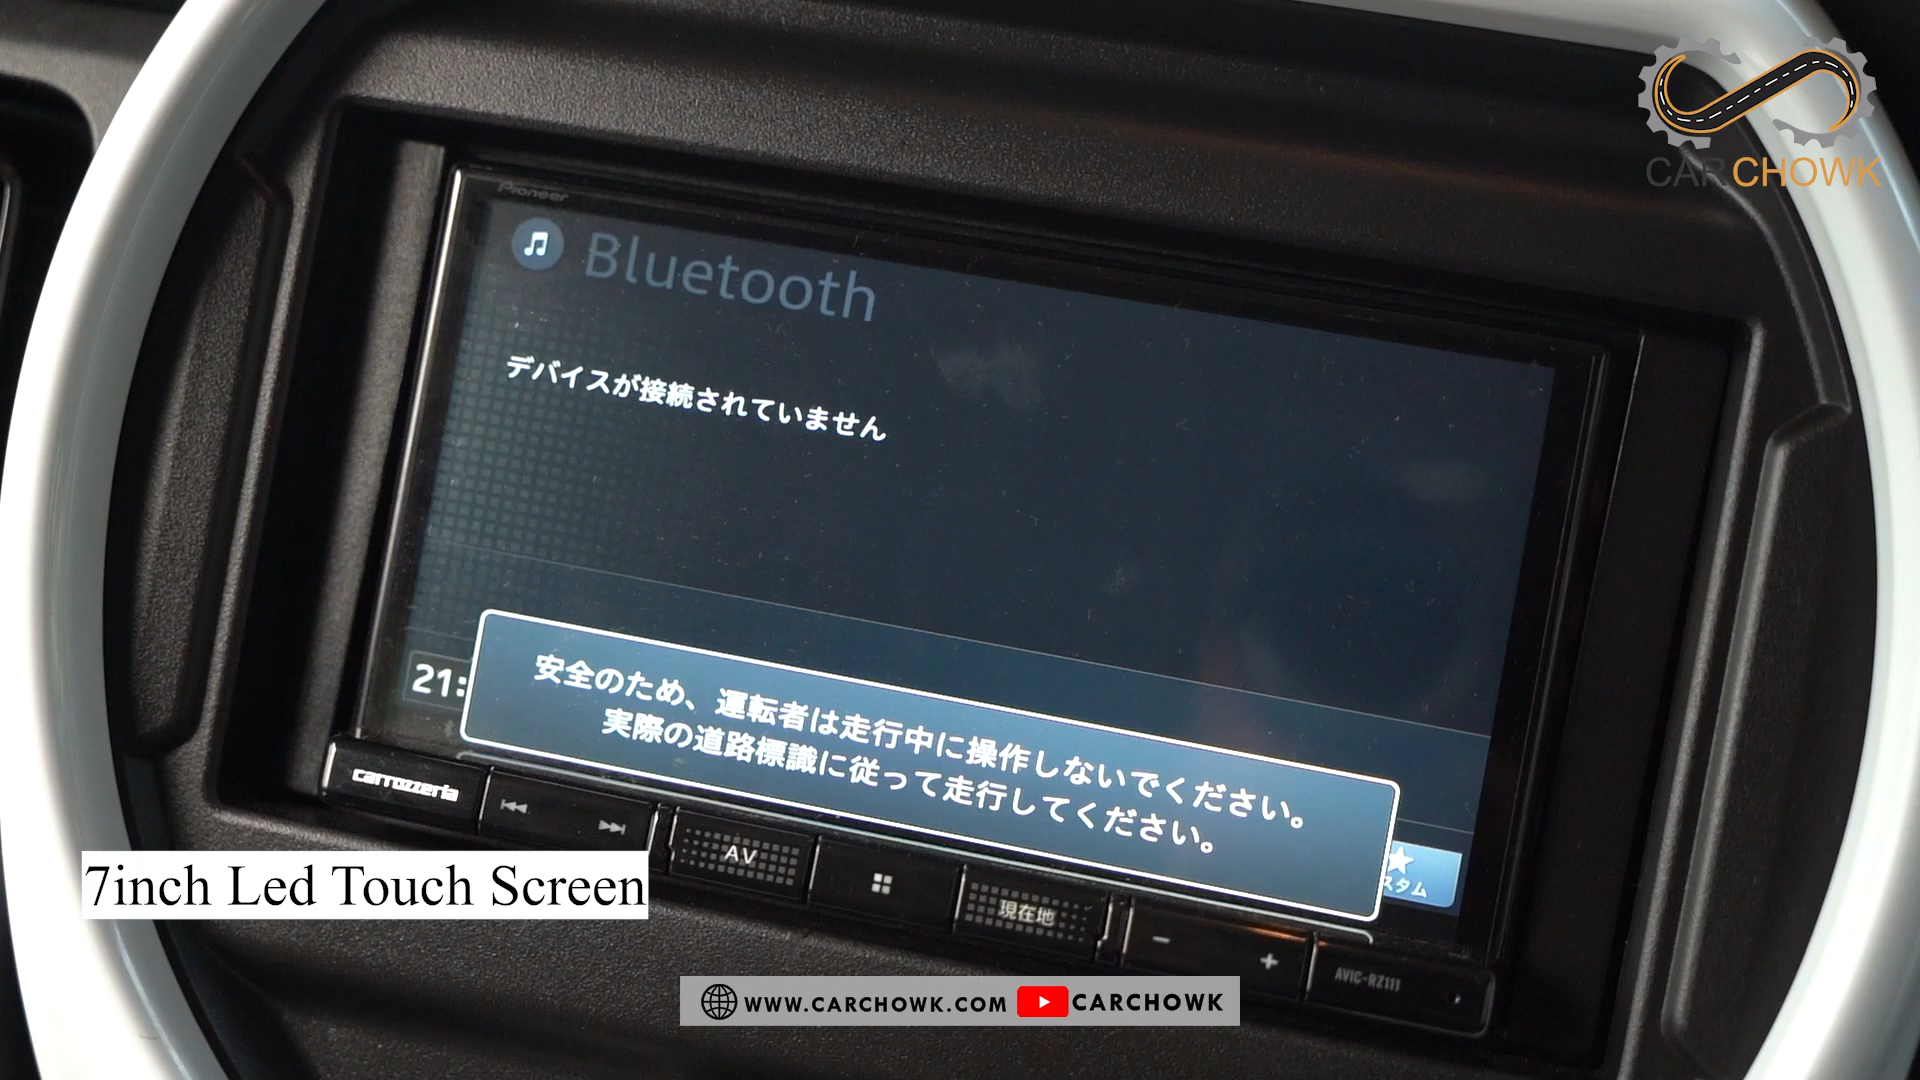 CARCHOWK
Pioneer
Bluetooth
デバイスが接続されていません
21:
安全のため、運転者は走行中に操作しないでください。
実際の道路標識に従って走行してください。
スタム
carrozzeria
AV
現在地
- +
AVIC-RZ111
7inch Led Touch Screen
WWW.CARCHOWK.COM CARCHOWK